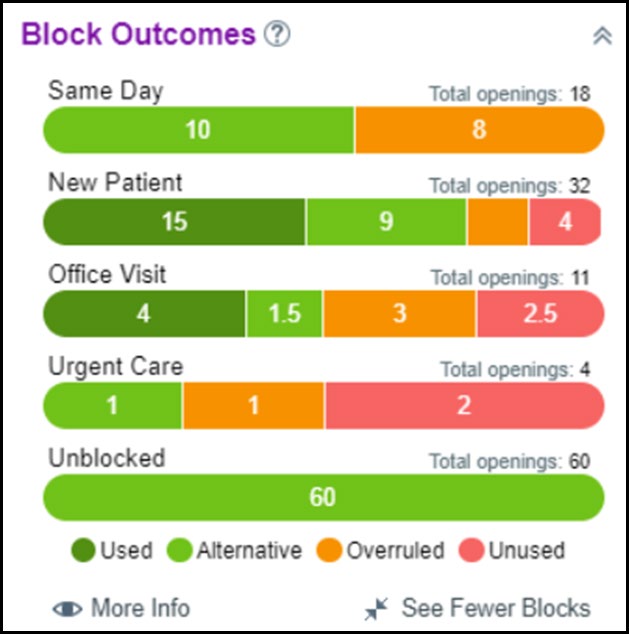 Block Outcomes ?
Same Day Total openings: 18
10 8
New Patient Total openings: 32
15 9 4
Office Visit Total openings: 11
4 1.5 3 2.5
Urgent Care Total openings: 4
1 1 2
Unblocked Total openings: 60
60
Used Alternative Overruled Unused
More Info See Fewer Blocks